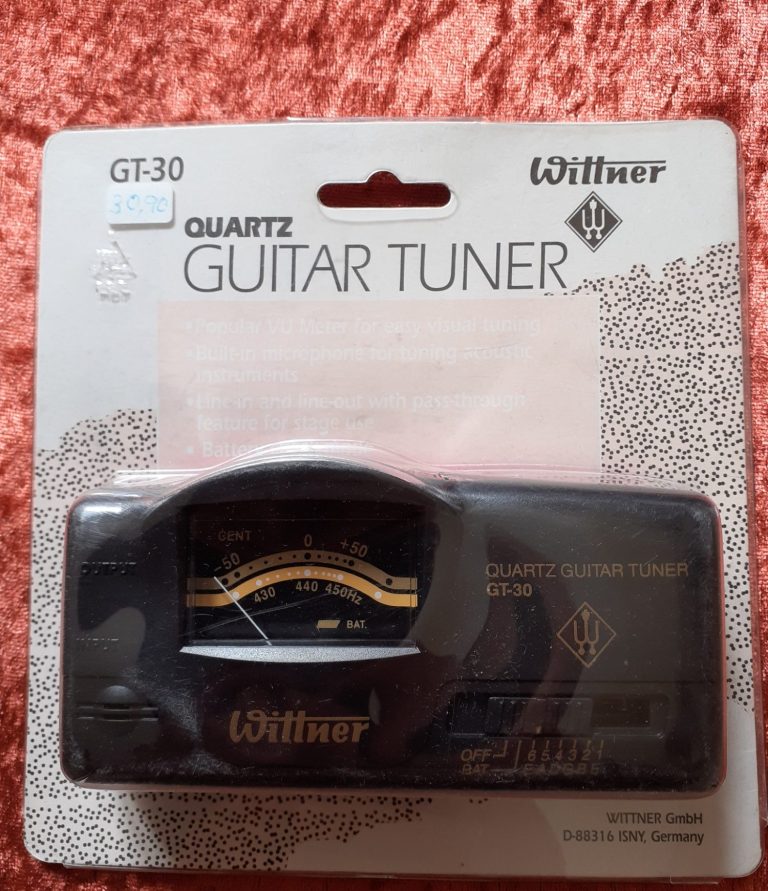 GT-30
Wittner
30,90
QUARTZ
GUITAR TUNER
• Popular VU Meter for easy visual tuning
• Built-in microphone for tuning acoustic
instruments
• Line-in and line-out with pass-through
feature for stage use
• Batter
CENT
-50 0 +50
430 440 450Hz
BAT.
OUTPUT
INPUT
QUARTZ GUITAR TUNER
GT-30
Wittner
OFF 6 5 4 3 2 1
BAT. E A D G B E
WITTNER GmbH
D-88316 ISNY, Germany